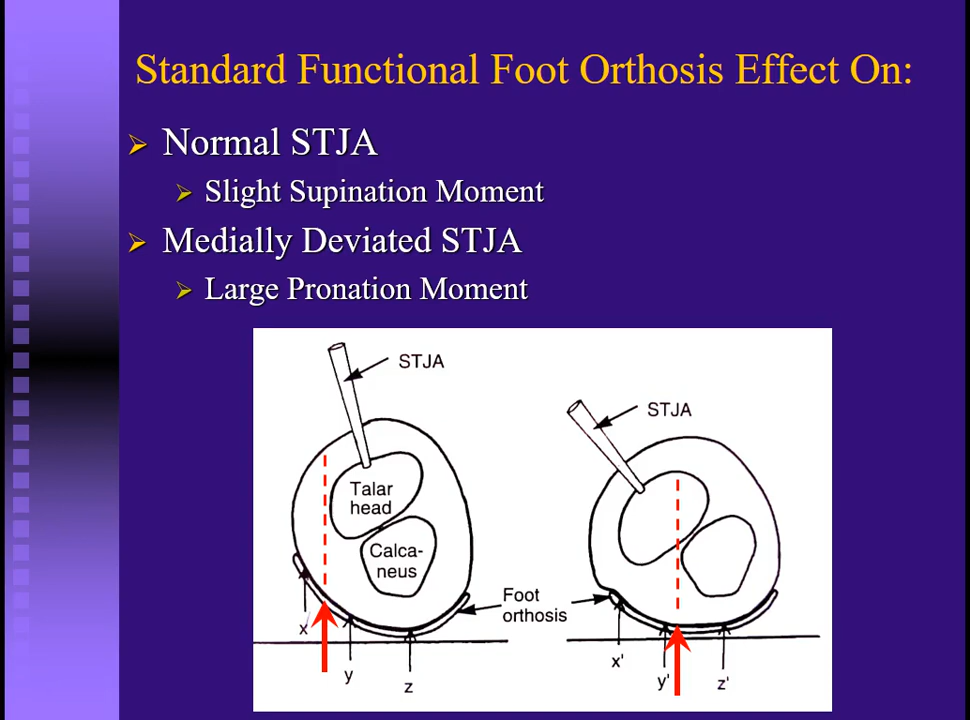 Standard Functional Foot Orthosis Effect On:
Normal STJA
Slight Supination Moment
Medially Deviated STJA
Large Pronation Moment
STJA
STJA
Talar
head
Calca-
neus
Foot
orthosis
x
y
z
x'
y'
z'